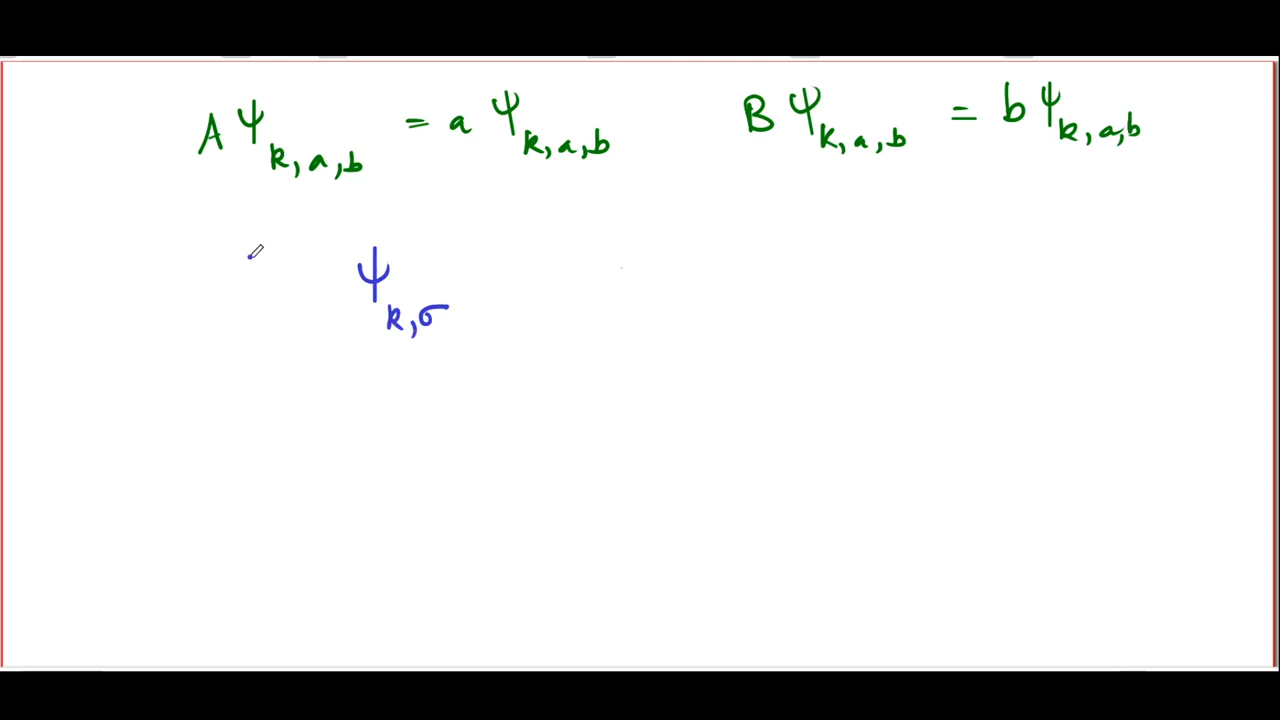 A Ψ_{k,a,b} = a Ψ_{k,a,b} B Ψ_{k,a,b} = b Ψ_{k,a,b}
Ψ_{k,σ}